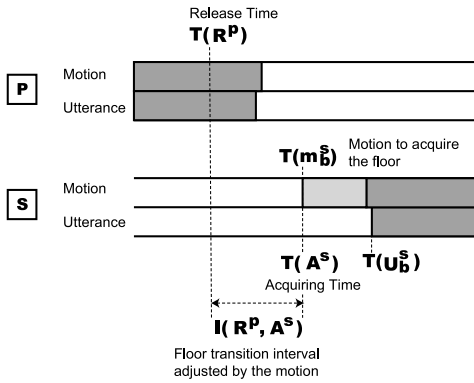 Release Time
T(R^p)
P
Motion
Utterance
T(m_b^s)
Motion to acquire
the floor
S
Motion
Utterance
T(A^s)
T(U_b^s)
Acquiring Time
I(R^p, A^s)
Floor transition interval
adjusted by the motion